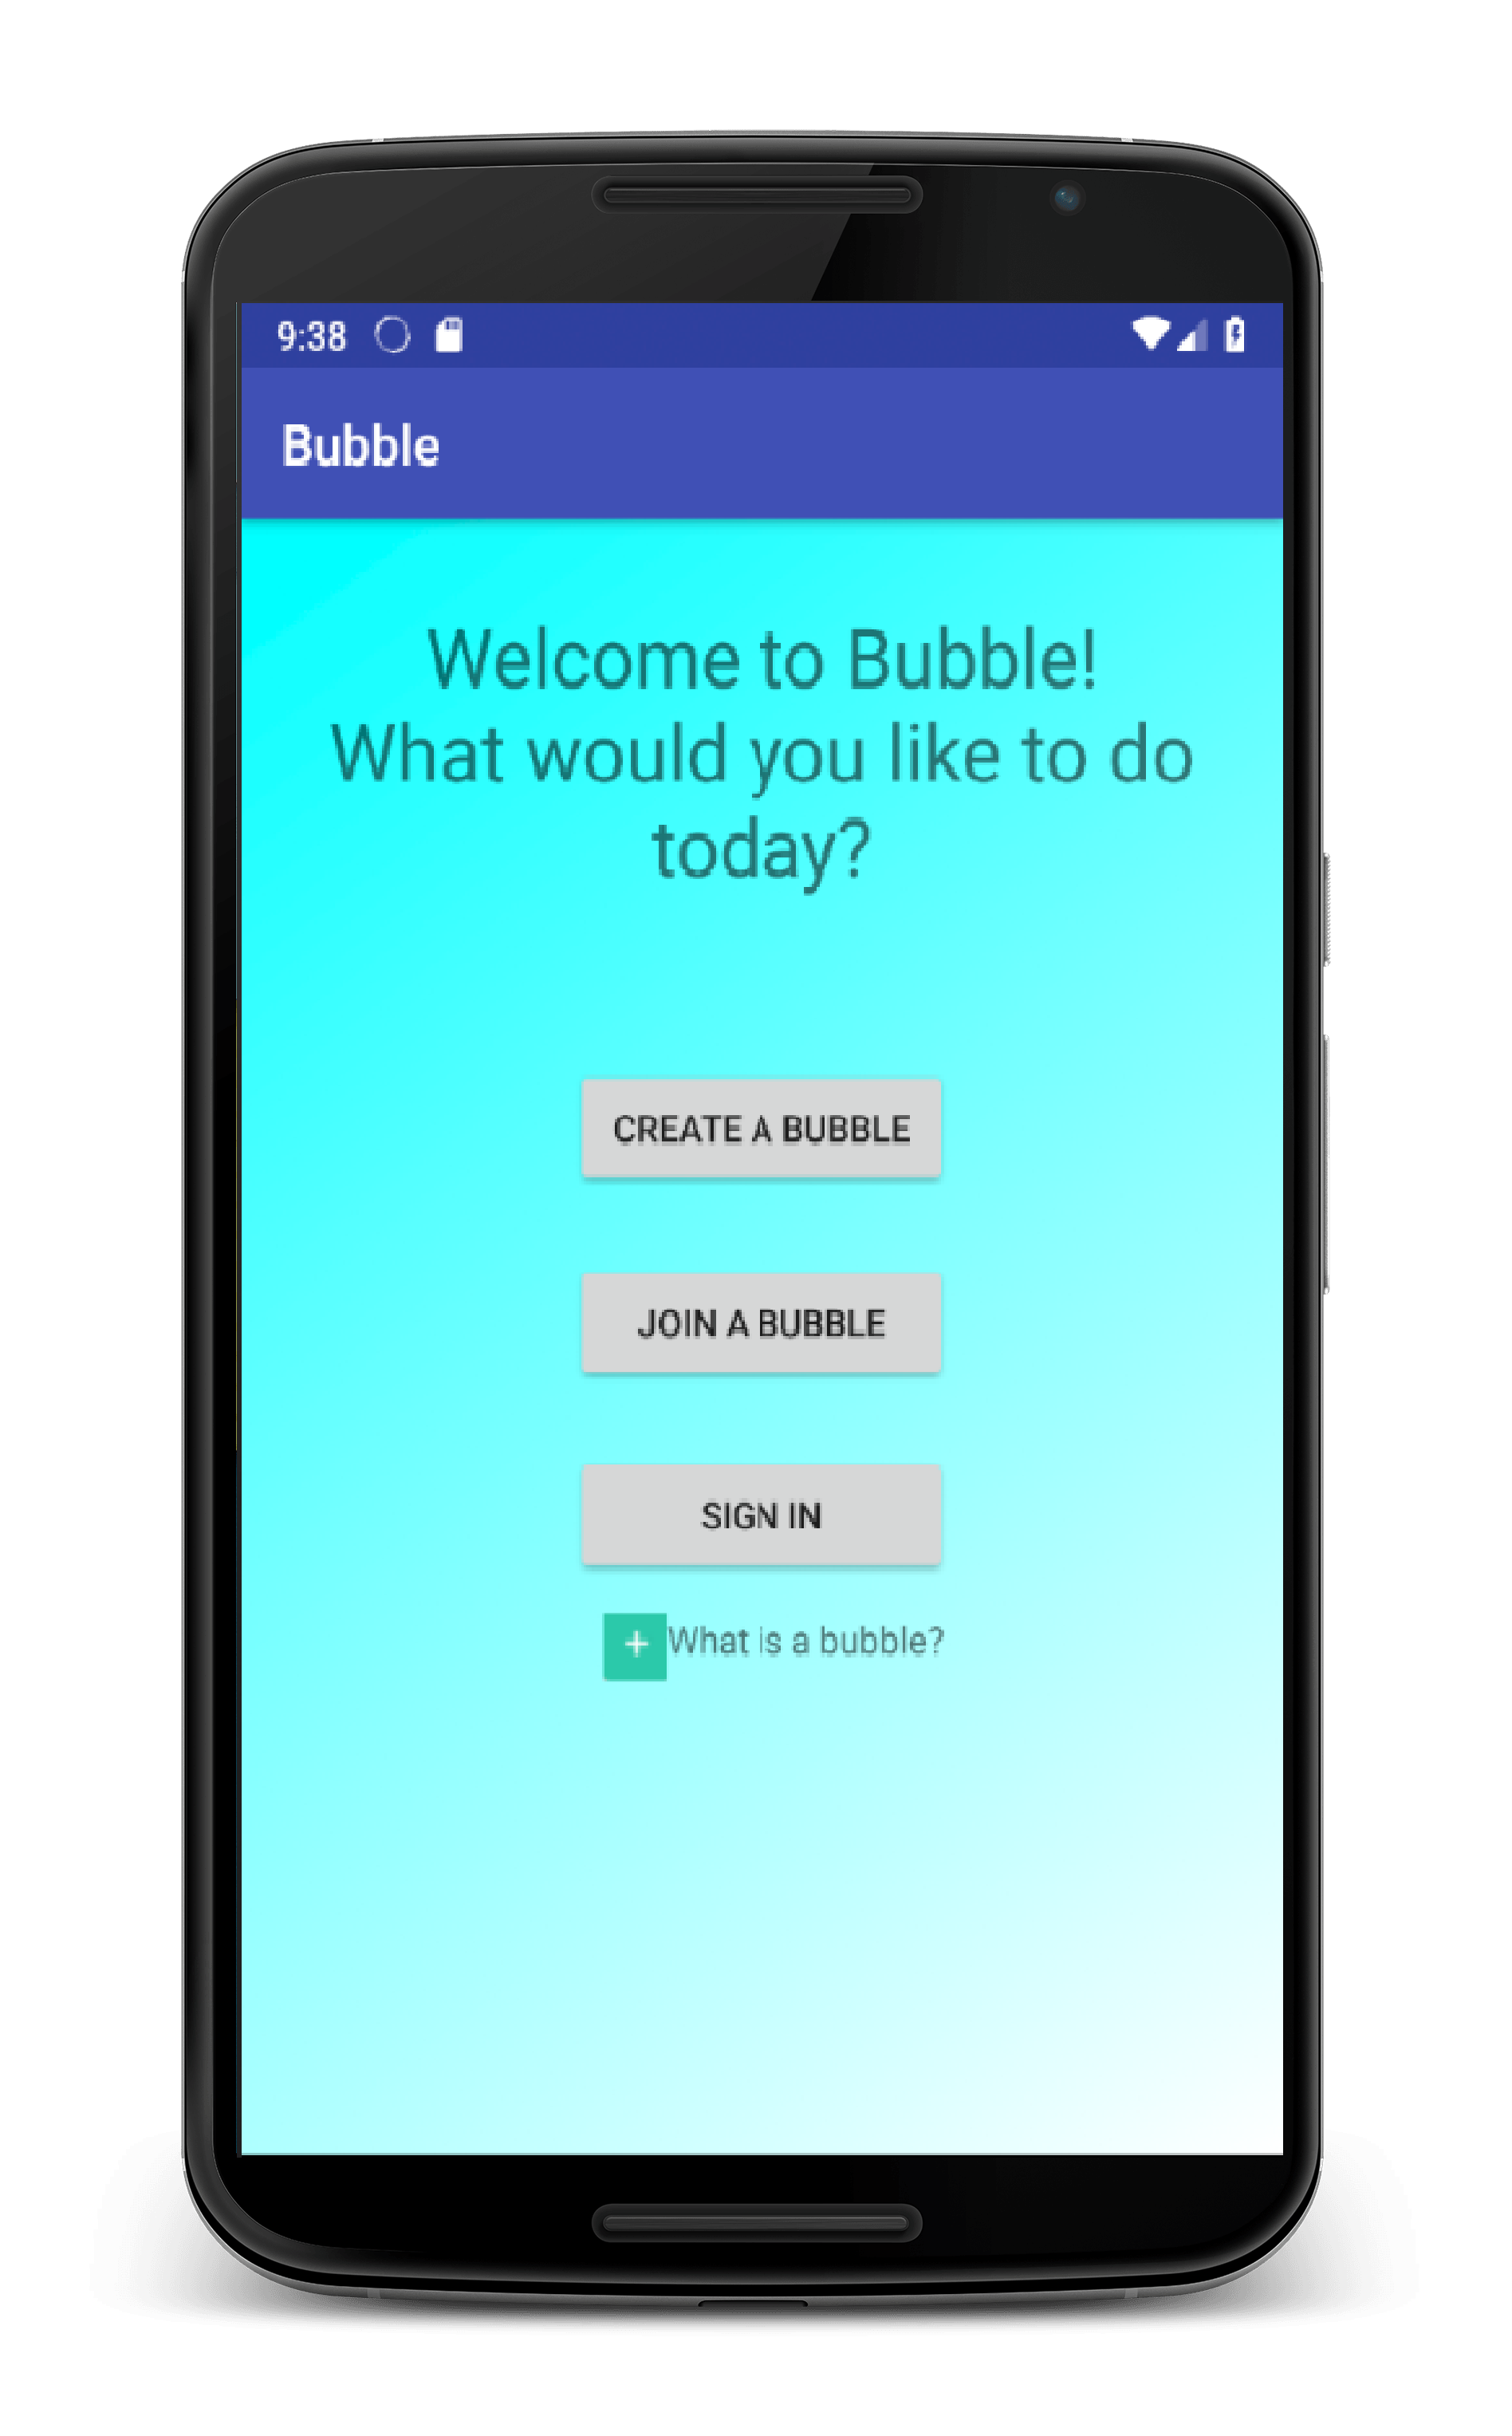 9:38
Bubble
Welcome to Bubble!
What would you like to do
today?
CREATE A BUBBLE
JOIN A BUBBLE
SIGN IN
+ What is a bubble?